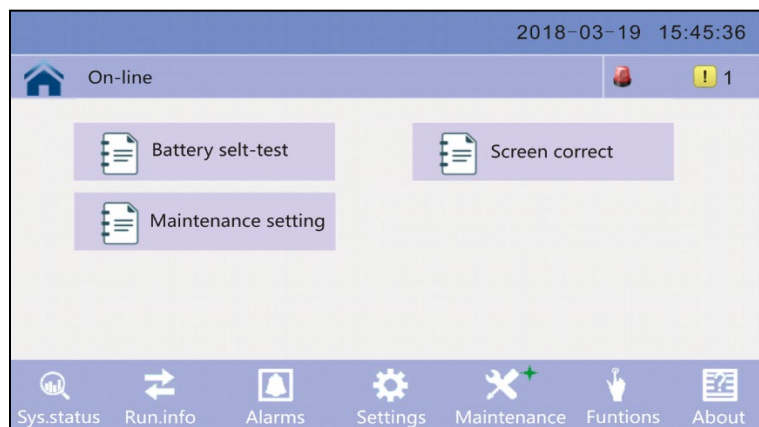 2018-03-19 15:45:36
On-line ! 1
Battery selt-test Screen correct
Maintenance setting
Sys.status Run.info Alarms Settings Maintenance Funtions About